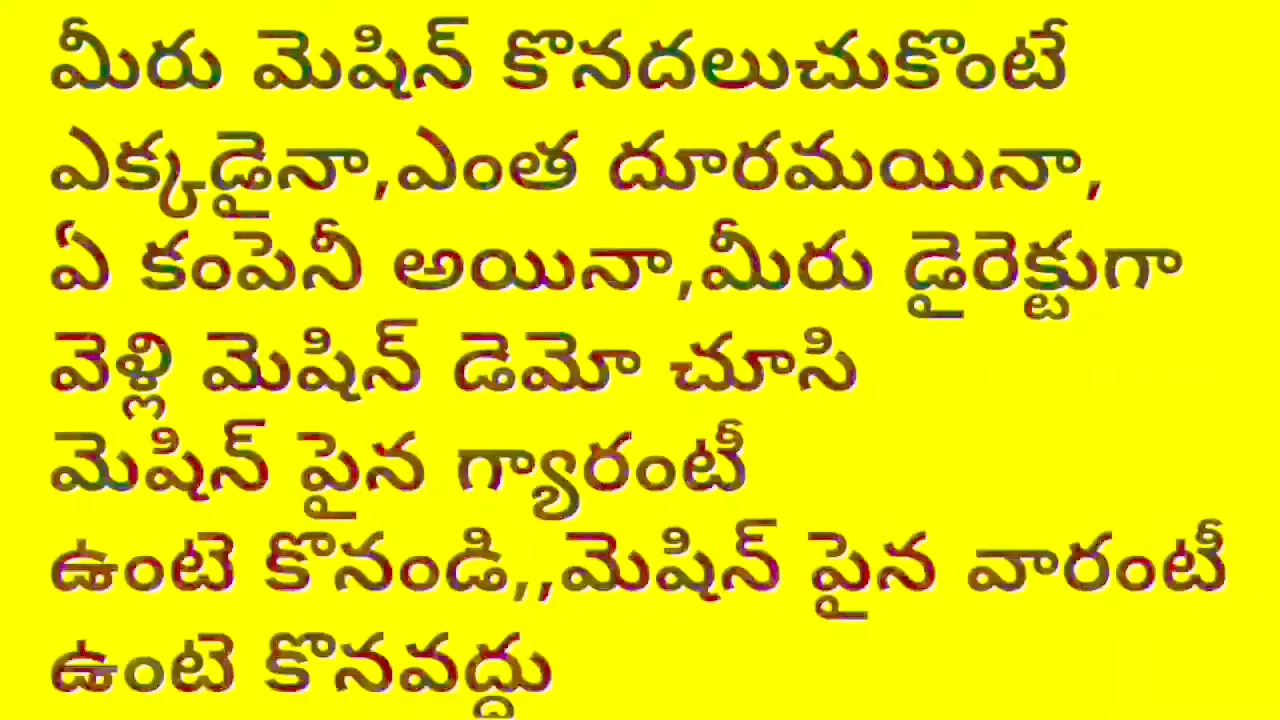 మీరు మెషిన్ కొనదలుచుకొంటే
ఎక్కడైనా,ఎంత దూరమయినా,
ఏ కంపెనీ అయినా,మీరు డైరెక్టుగా
వెళ్లి మెషిన్ డెమో చూసి
మెషిన్ పైన గ్యారంటీ
ఉంటె కొనండి,,మెషిన్ పైన వారంటీ
ఉంటె కొనవద్దు